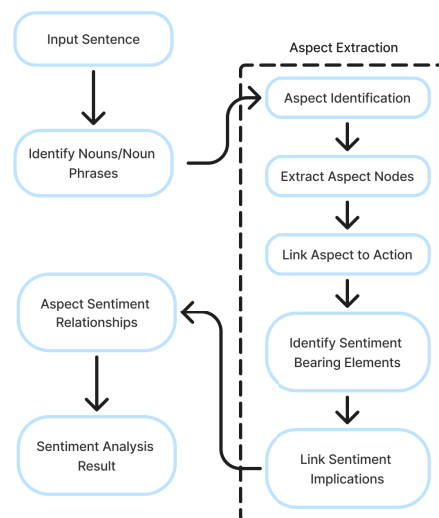 Input Sentence
Identify Nouns/Noun
Phrases
Aspect Extraction
Aspect Identification
Extract Aspect Nodes
Link Aspect to Action
Identify Sentiment
Bearing Elements
Link Sentiment
Implications
Aspect Sentiment
Relationships
Sentiment Analysis
Result